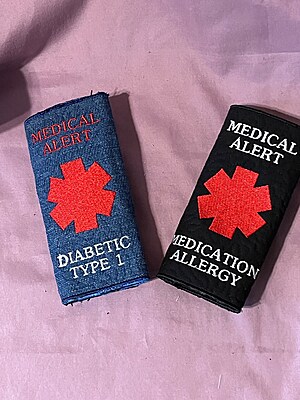 MEDICAL
ALERT
DIABETIC
TYPE 1
MEDICAL
ALERT
MEDICATION
ALLERGY